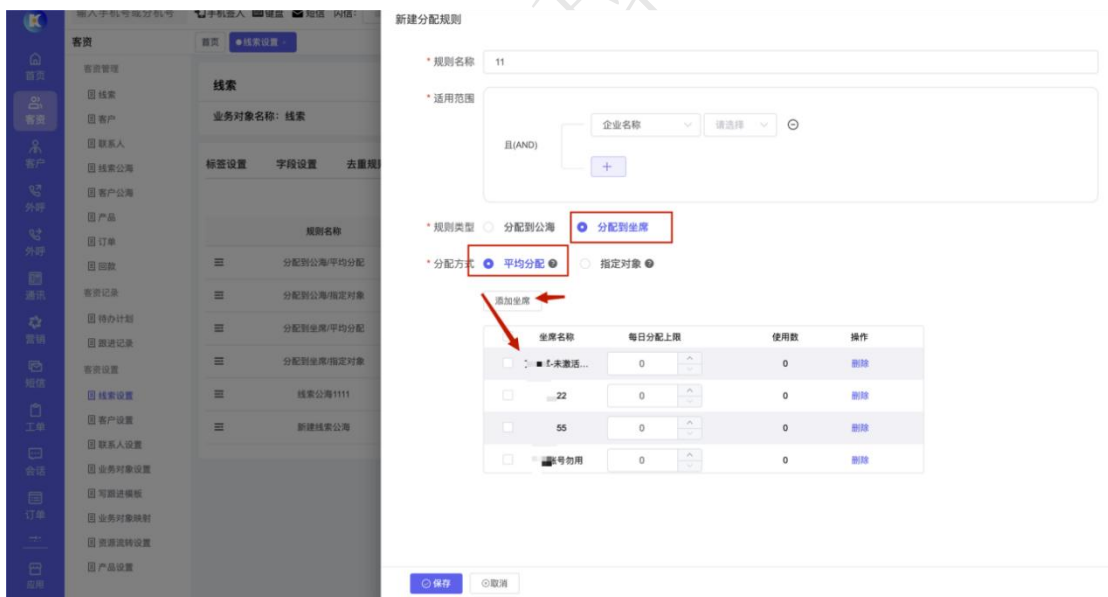 输入手机号或分机号 手机签入 键盘 短信 闪信：
新建分配规则
首页
客资
客户
外呼
外呼
通讯
营销
短信
工单
会话
订单
应用
客资
客资管理
线索
客户
联系人
线索公海
客户公海
产品
订单
回款
客资记录
待办计划
跟进记录
客资设置
线索设置
客户设置
联系人设置
业务对象设置
写跟进模板
业务对象映射
资源流转设置
产品设置
首页 线索设置
线索
业务对象名称：线索
标签设置 字段设置 去重规
规则名称
分配到公海/平均分配
分配到公海/指定对象
分配到坐席/平均分配
分配到坐席/指定对象
线索公海1111
新建线索公海
* 规则名称 11
* 适用范围
且(AND) 企业名称 请选择
+
* 规则类型 分配到公海 分配到坐席
* 分配方式 平均分配 指定对象
添加坐席
坐席名称 每日分配上限 使用数 操作
-未激活... 0 0 删除
22 0 0 删除
55 0 0 删除
账号勿用 0 0 删除
保存 取消